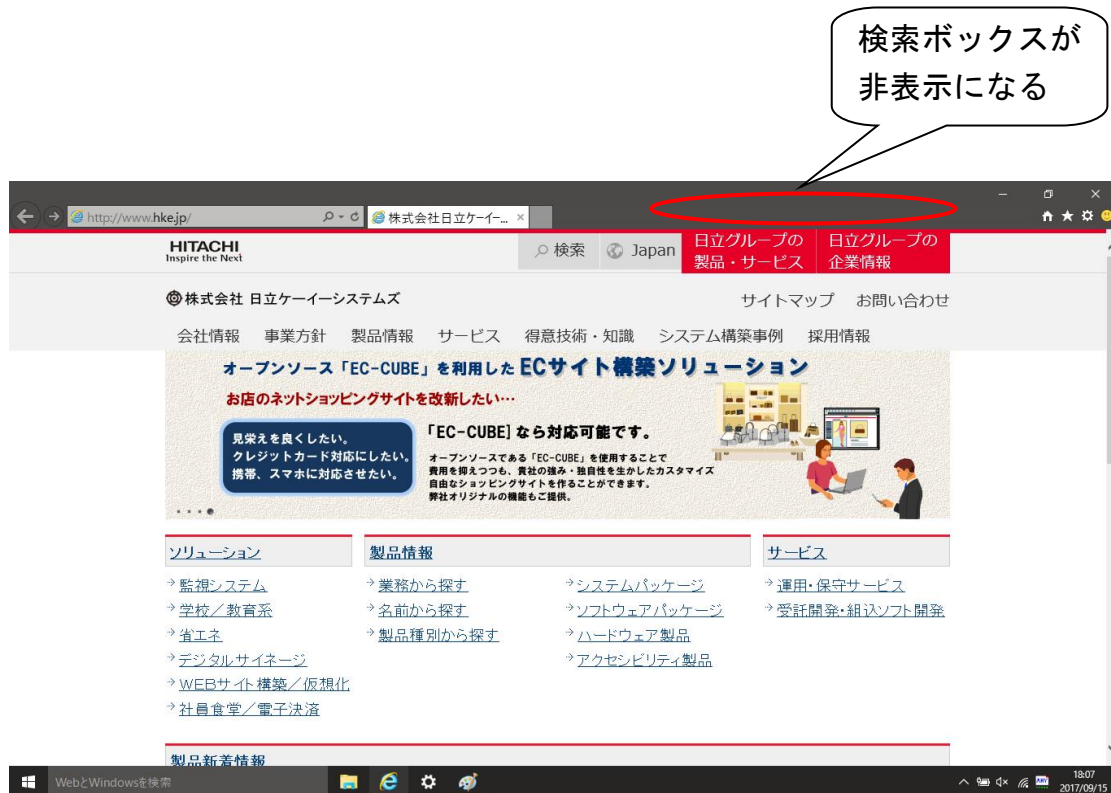 検索ボックスが
非表示になる
http://www.hke.jp/
株式会社日立ケーイー...
HITACHI
Inspire the Next
検索
Japan
日立グループの
製品・サービス
日立グループの
企業情報
株式会社 日立ケーイーシステムズ
サイトマップ
お問い合わせ
会社情報
事業方針
製品情報
サービス
得意技術・知識
システム構築事例
採用情報
オープンソース「EC-CUBE」を利用したECサイト構築ソリューション
お店のネットショッピングサイトを改新したい…
見栄えを良くしたい。
クレジットカード対応にしたい。
携帯、スマホに対応させたい。
「EC-CUBE]なら対応可能です。
オープンソースである「EC-CUBE」を使用することで
費用を抑えつつも、貴社の強み・独自性を生かしたカスタマイズ
自由なショッピングサイトを作ることができます。
弊社オリジナルの機能もご提供。
ソリューション
監視システム
学校／教育系
省エネ
デジタルサイネージ
WEBサイト構築／仮想化
社員食堂／電子決済
製品情報
業務から探す
名前から探す
製品種別から探す
システムパッケージ
ソフトウェアパッケージ
ハードウェア製品
アクセシビリティ製品
サービス
運用・保守サービス
受託開発・組込ソフト開発
製品新着情報
WebとWindowsを検索
18:07
2017/09/15